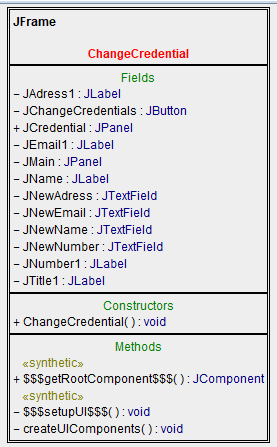 JFrame
ChangeCredential
Fields
− JAdress1 : JLabel
− JChangeCredentials : JButton
+ JCredential : JPanel
− JEmail1 : JLabel
− JMain : JPanel
− JName : JLabel
− JNewAdress : JTextField
− JNewEmail : JTextField
− JNewName : JTextField
− JNewNumber : JTextField
− JNumber1 : JLabel
− JTitle1 : JLabel
Constructors
+ ChangeCredential( ) : void
Methods
«synthetic»
+ $$$getRootComponent$$$( ) : JComponent
«synthetic»
− $$$setupUI$$$( ) : void
− createUIComponents( ) : void